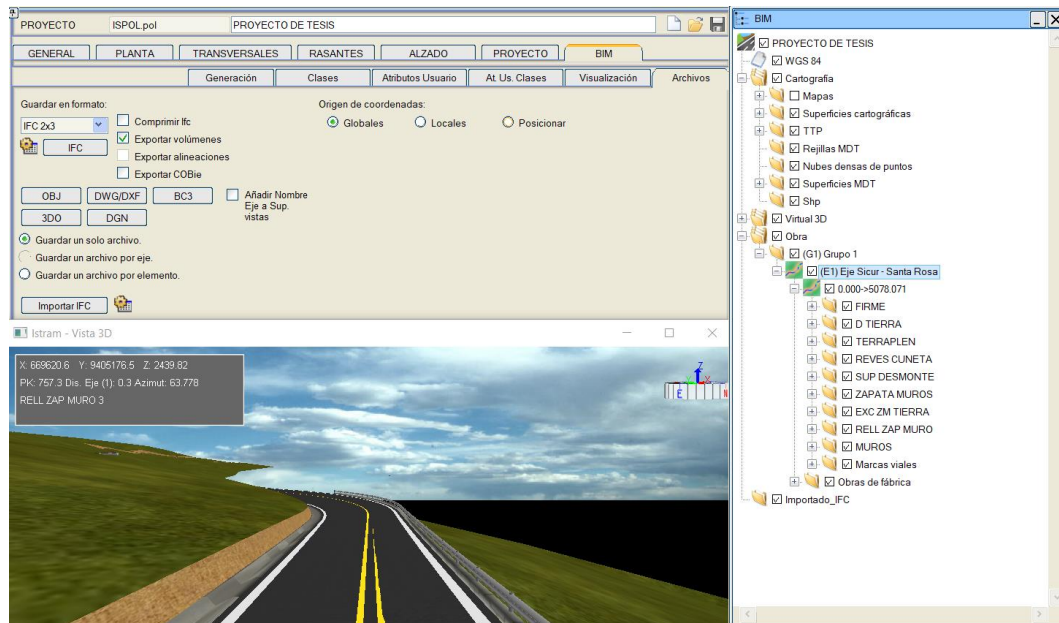 PROYECTO ISPOL.pol PROYECTO DE TESIS
GENERAL PLANTA TRANSVERSALES RASANTES ALZADO PROYECTO BIM
Generación Clases Atributos Usuario At. Us. Clases Visualización Archivos
Guardar en formato: Origen de coordenadas:
IFC 2x3 Comprimir Ifc Globales Locales Posicionar
IFC Exportar volúmenes
Exportar alineaciones
Exportar COBie
OBJ DWG/DXF BC3 Añadir Nombre
Eje a Sup.
vistas
3DO DGN
Guardar un solo archivo.
Guardar un archivo por eje.
Guardar un archivo por elemento.
Importar IFC
Istram - Vista 3D
X: 669620.6 Y: 9405176.5 Z: 2439.82
PK: 757.3 Dis. Eje (1): 0.3 Azimut: 63.778
RELL ZAP MURO 3
Z
E N
BIM
PROYECTO DE TESIS
WGS 84
Cartografía
Mapas
Superficies cartográficas
TTP
Rejillas MDT
Nubes densas de puntos
Superficies MDT
Shp
Virtual 3D
Obra
(G1) Grupo 1
(E1) Eje Sicur - Santa Rosa
0.000->5078.071
FIRME
D TIERRA
TERRAPLEN
REVES CUNETA
SUP DESMONTE
ZAPATA MUROS
EXC ZM TIERRA
RELL ZAP MURO
MUROS
Marcas viales
Obras de fábrica
Importado_IFC